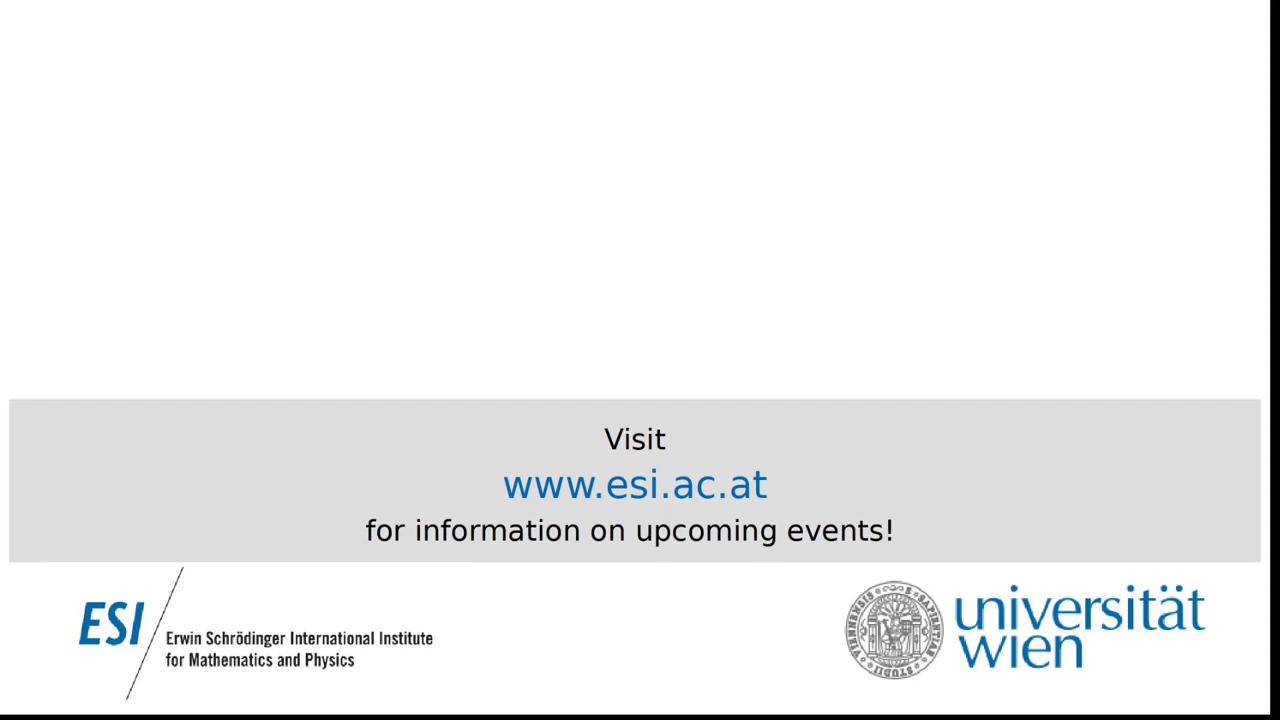 Visit
www.esi.ac.at
for information on upcoming events!
ESI
Erwin Schrödinger International Institute
for Mathematics and Physics
universität
wien